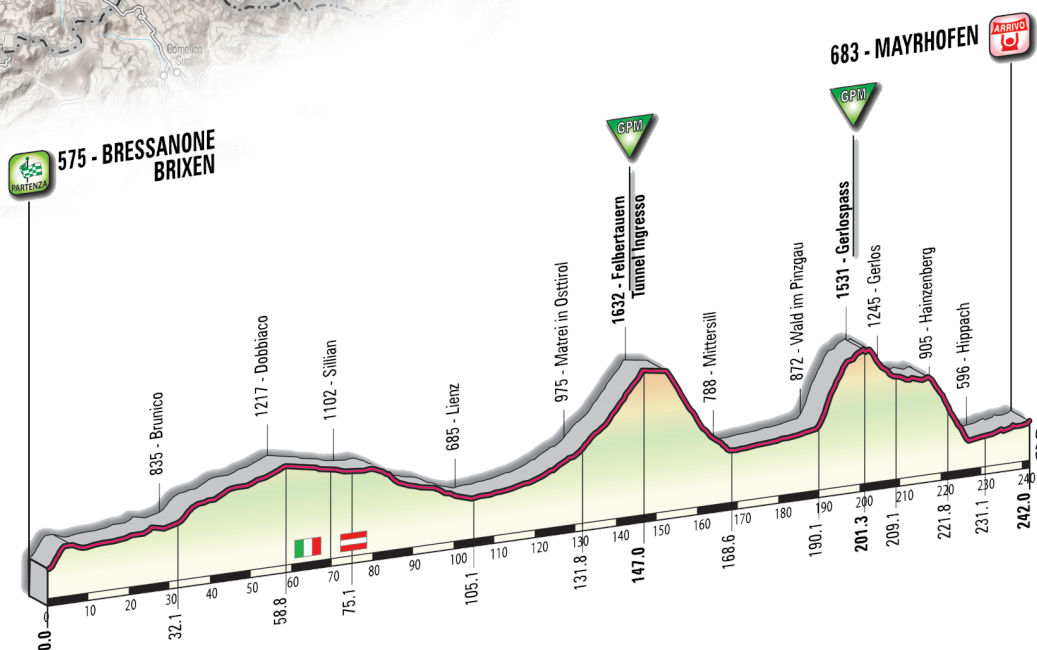 Comelico
Sup.
PARTENZA
575 - BRESSANONE
BRIXEN
835 - Brunico
1217 - Dobbiaco
1102 - Sillian
685 - Lienz
975 - Matrei in Osttirol
GPM
1632 - Felbertauern
Tunnel Ingresso
788 - Mittersill
872 - Wald im Pinzgau
GPM
1531 - Gerlospass
1245 - Gerlos
905 - Hainzenberg
596 - Hippach
683 - MAYRHOFEN
ARRIVO
0
10
20
30
40
50
60
70
80
90
100
110
120
130
140
150
160
170
180
190
200
210
220
230
240
0.0
32.1
58.8
75.1
105.1
131.8
147.0
168.6
190.1
201.3
209.1
221.8
231.1
242.0